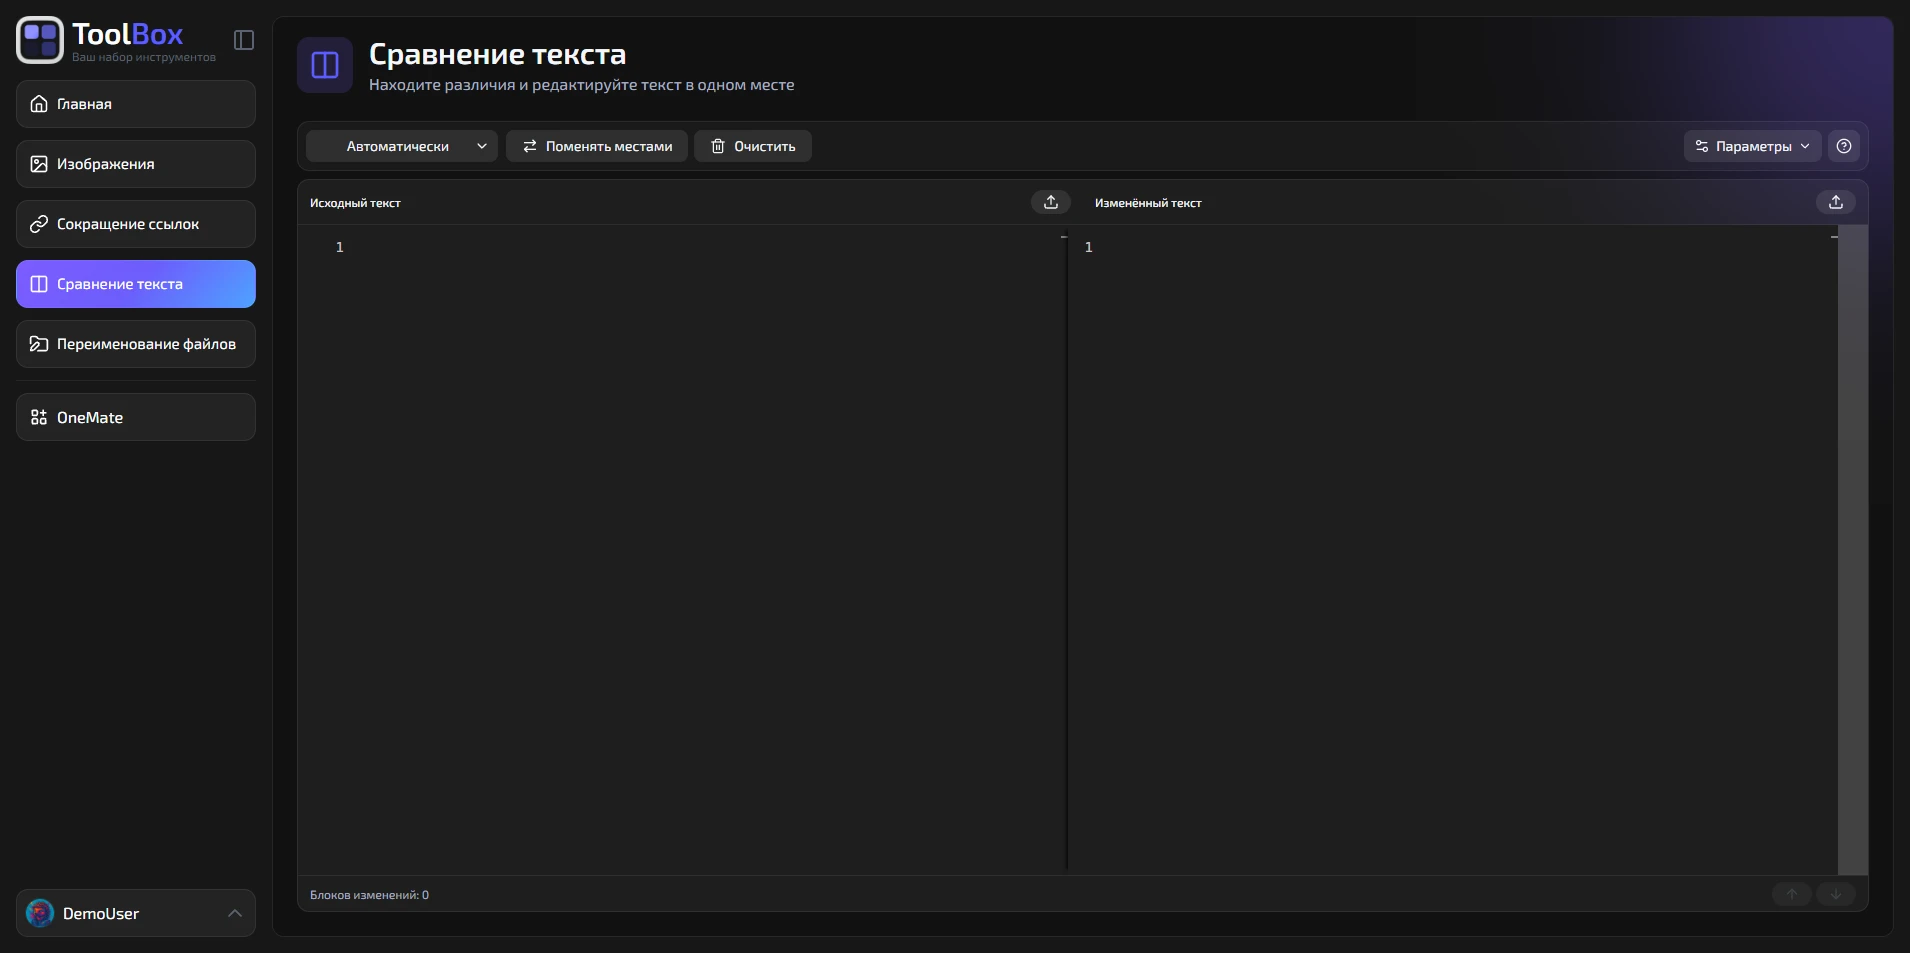 ToolBox
Ваш набор инструментов
Главная
Изображения
Сокращение ссылок
Сравнение текста
Переименование файлов
OneMate
DemoUser
Сравнение текста
Находите различия и редактируйте текст в одном месте
Автоматически
Поменять местами
Очистить
Параметры
Исходный текст
Изменённый текст
1
1
Блоков изменений: 0